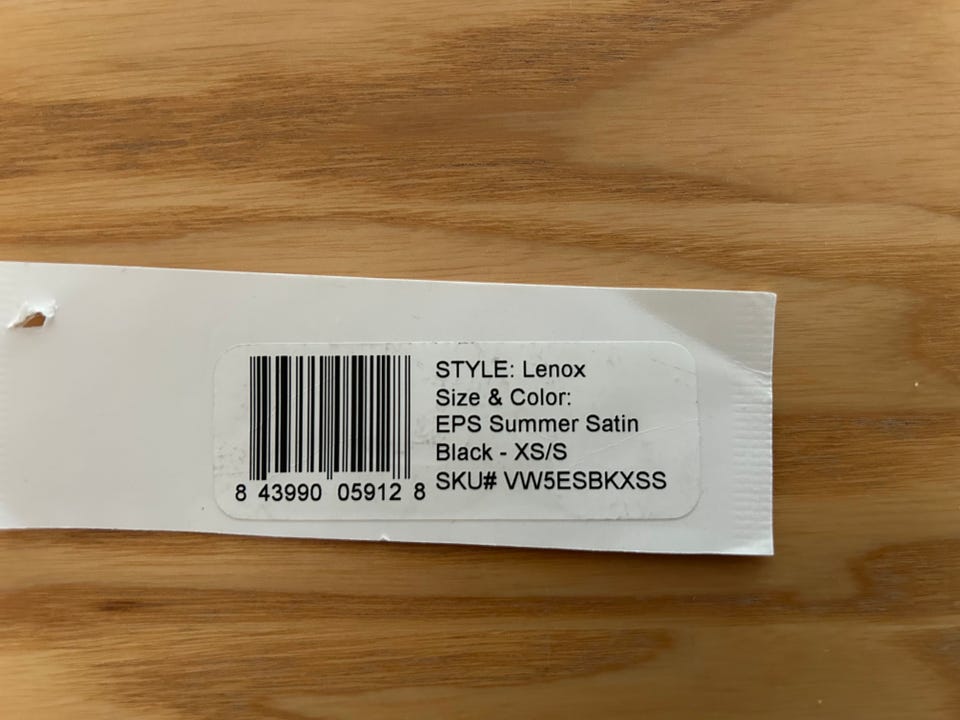 STYLE: Lenox
Size & Color:
EPS Summer Satin
Black - XS/S
SKU# VW5ESBKXSS
8 43990 05912 8